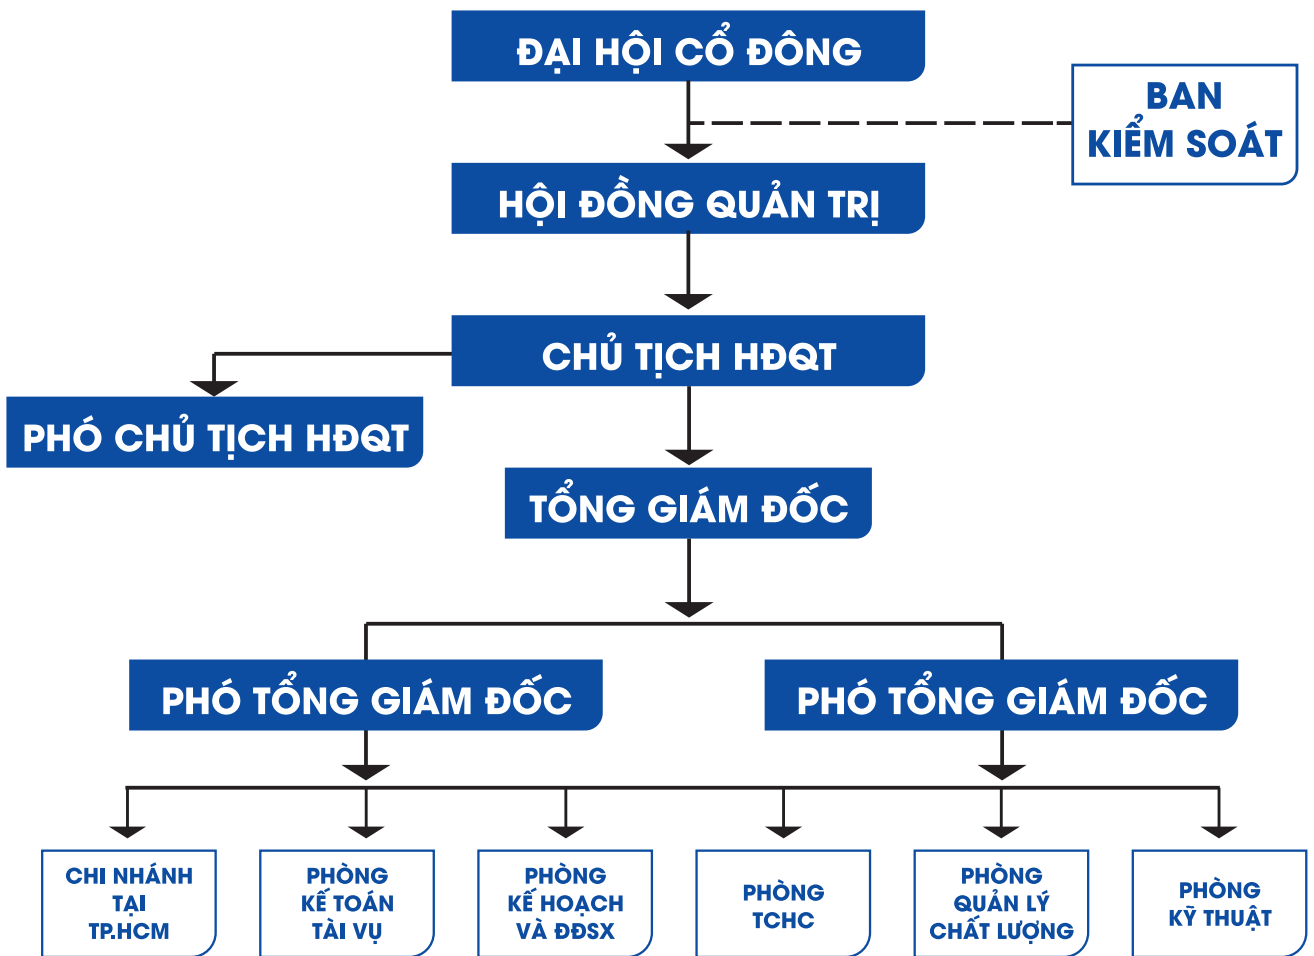 ĐẠI HỘI CỔ ĐÔNG
BAN
KIỂM SOÁT
HỘI ĐỒNG QUẢN TRỊ
CHỦ TỊCH HĐQT
PHÓ CHỦ TỊCH HĐQT
TỔNG GIÁM ĐỐC
PHÓ TỔNG GIÁM ĐỐC
PHÓ TỔNG GIÁM ĐỐC
CHI NHÁNH
TẠI
TP.HCM
PHÒNG
KẾ TOÁN
TÀI VỤ
PHÒNG
KẾ HOẠCH
VÀ ĐĐSX
PHÒNG
TCHC
PHÒNG
QUẢN LÝ
CHẤT LƯỢNG
PHÒNG
KỸ THUẬT